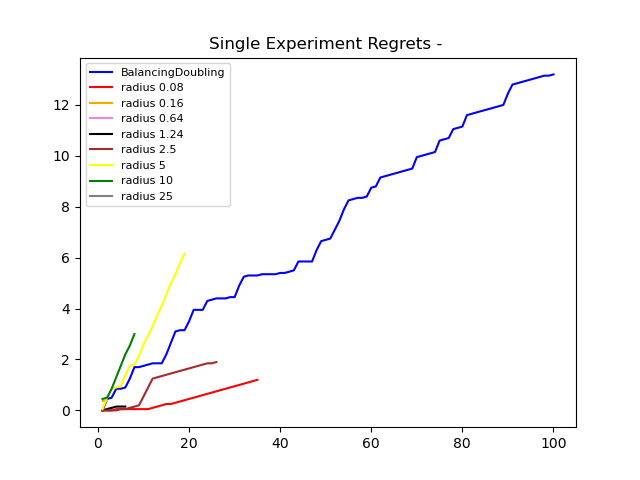 Single Experiment Regrets -
BalancingDoubling
radius 0.08
radius 0.16
radius 0.64
radius 1.24
radius 2.5
radius 5
radius 10
radius 25
12
10
8
6
4
2
0
0 20 40 60 80 100